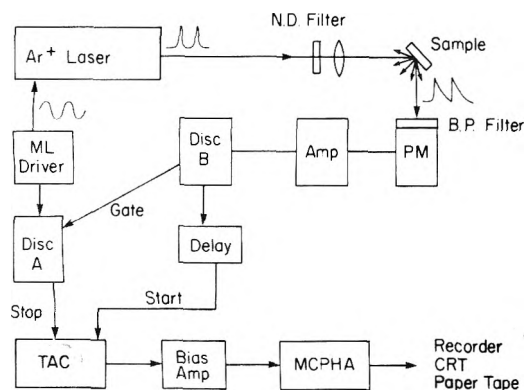 N.D. Filter
Sample
Ar+ Laser
B.P. Filter
ML
Driver
Disc
B
Amp
PM
Gate
Disc
A
Delay
Start
Stop
TAC
Bias
Amp
MCPHA
Recorder
CRT
Paper Tape